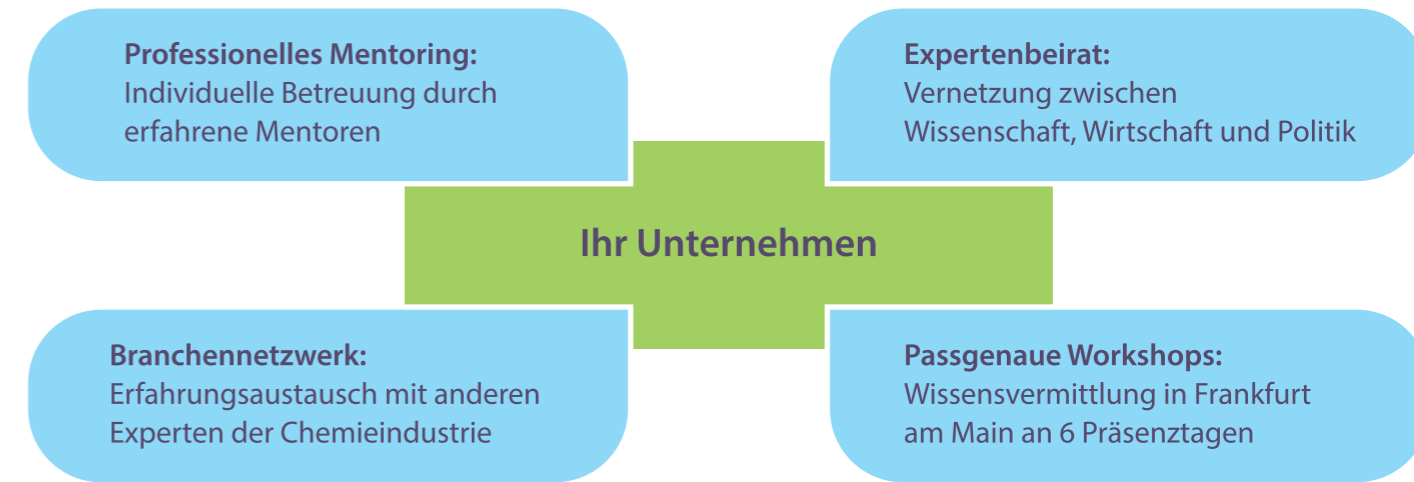 Professionelles Mentoring:
Individuelle Betreuung durch
erfahrene Mentoren
Expertenbeirat:
Vernetzung zwischen
Wissenschaft, Wirtschaft und Politik
Ihr Unternehmen
Branchennetzwerk:
Erfahrungsaustausch mit anderen
Experten der Chemieindustrie
Passgenaue Workshops:
Wissensvermittlung in Frankfurt
am Main an 6 Präsenztagen